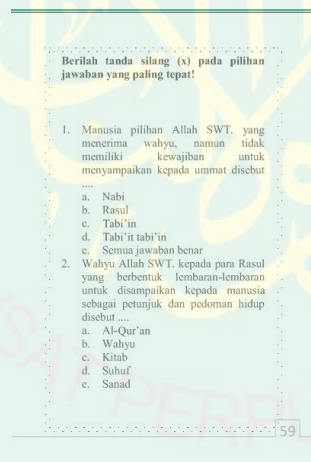 Berilah tanda silang (x) pada pilihan
jawaban yang paling tepat!
1. Manusia pilihan Allah SWT. yang
menerima wahyu, namun tidak
memiliki kewajiban untuk
menyampaikan kepada ummat disebut
....
a. Nabi
b. Rasul
c. Tabi'in
d. Tabi'it tabi'in
e. Semua jawaban benar
2. Wahyu Allah SWT. kepada para Rasul
yang berbentuk lembaran-lembaran
untuk disampaikan kepada manusia
sebagai petunjuk dan pedoman hidup
disebut ....
a. Al-Qur'an
b. Wahyu
c. Kitab
d. Suhuf
e. Sanad
59